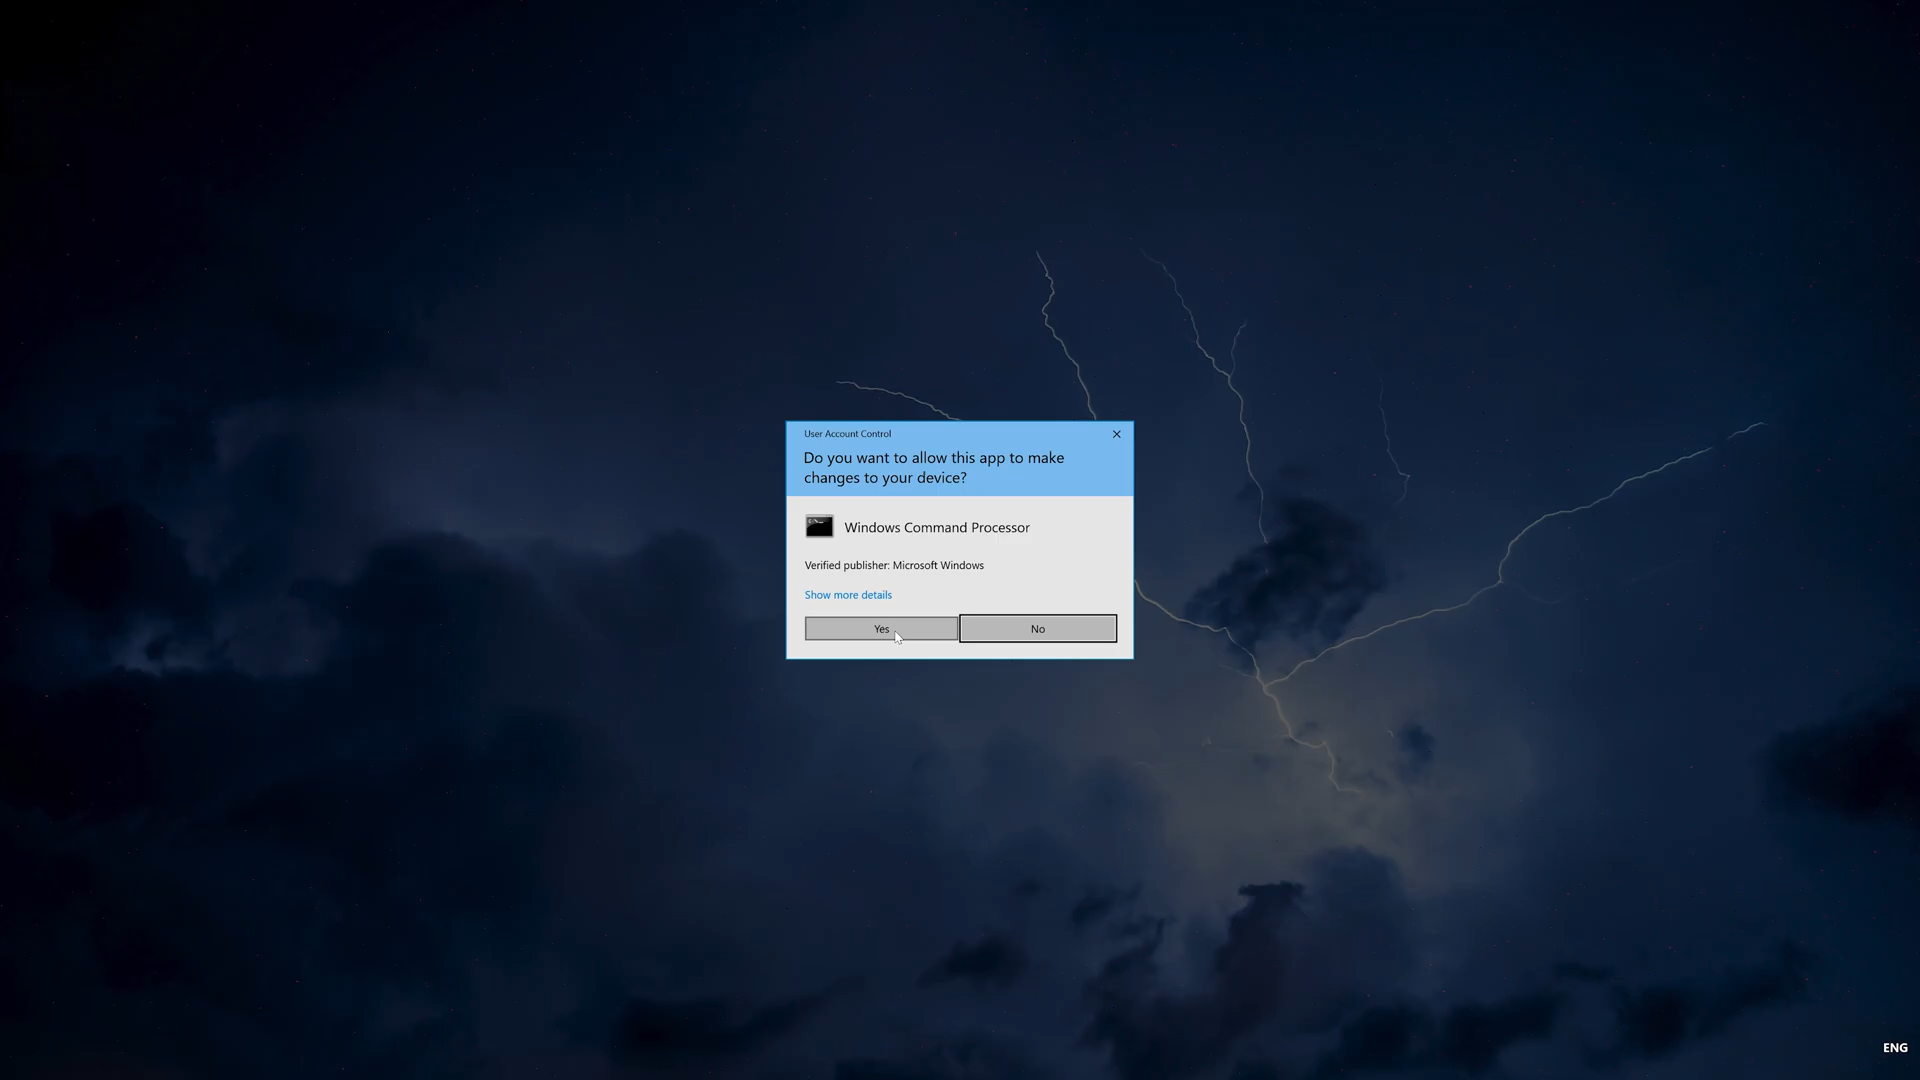 User Account Control
Do you want to allow this app to make
changes to your device?
Windows Command Processor
Verified publisher: Microsoft Windows
Show more details
Yes
No
ENG